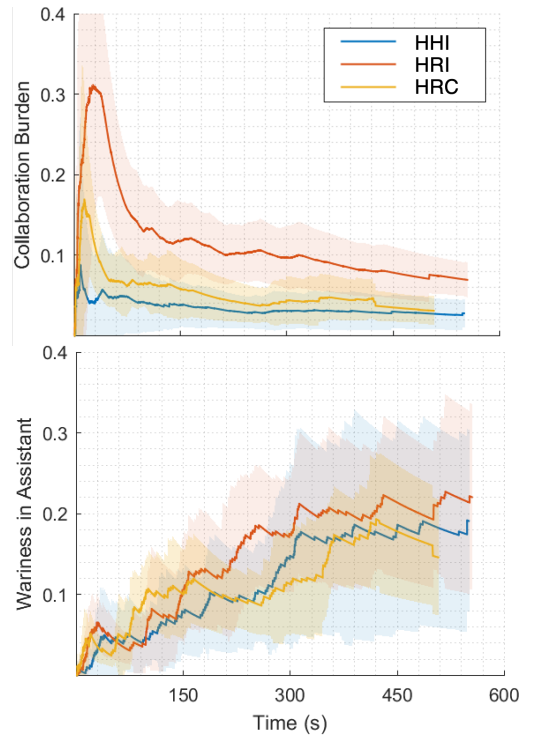 0.4
HHI
HRI
HRC
0.3
0.2
0.1
Collaboration Burden
0.4
0.3
0.2
0.1
Wariness in Assistant
150
300
450
600
Time (s)